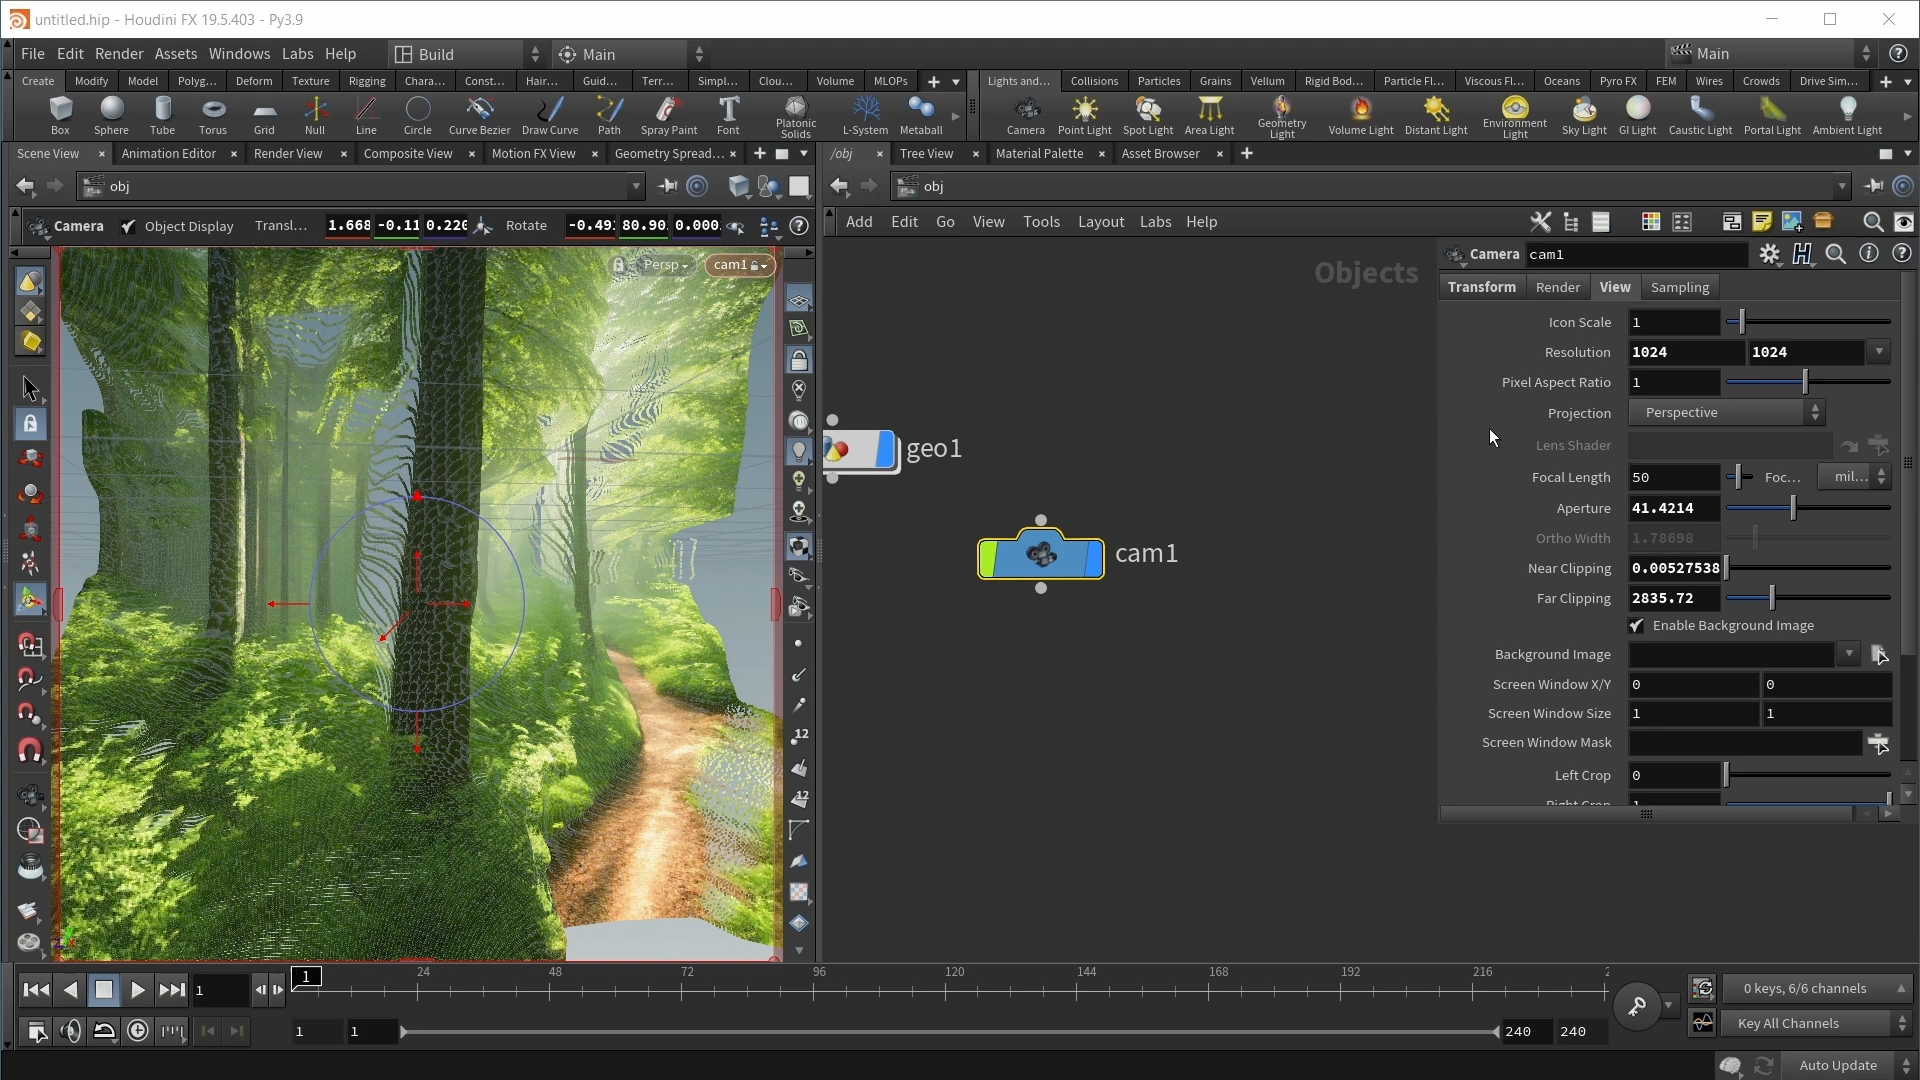 untitled.hip - Houdini FX 19.5.403 - Py3.9
File Edit Render Assets Windows Labs Help Build Main Main
Create Modify Model Polyg... Deform Texture Rigging Chara... Const... Hair... Guid... Terr... Simpl... Clou... Volume MLOPs
Lights and... Collisions Particles Grains Vellum Rigid Bod... Particle Fl... Viscous Fl... Oceans Pyro FX FEM Wires Crowds Drive Sim...
Box Sphere Tube Torus Grid Null Line Circle Curve Bezier Draw Curve Path Spray Paint Font Platonic Solids L-System Metaball
Camera Point Light Spot Light Area Light Geometry Light Volume Light Distant Light Environment Light Sky Light GI Light Caustic Light Portal Light Ambient Light
Scene View Animation Editor Render View Composite View Motion FX View Geometry Spread...
/obj Tree View Material Palette Asset Browser
obj
obj
Camera Object Display Transl... 1.668 -0.11 0.220 Rotate -0.49 80.90 0.000
Add Edit Go View Tools Layout Labs Help
Persp cam1
12
12
Objects
geo1
cam1
Camera cam1
Transform Render View Sampling
Icon Scale 1
Resolution 1024 1024
Pixel Aspect Ratio 1
Projection Perspective
Lens Shader
Focal Length 50 Foc... mil...
Aperture 41.4214
Ortho Width 1.78698
Near Clipping 0.00527538
Far Clipping 2835.72
Enable Background Image
Background Image
Screen Window X/Y 0 0
Screen Window Size 1 1
Screen Window Mask
Left Crop 0
Right Crop 1
1 1 24 48 72 96 120 144 168 192 216 2
0 keys, 6/6 channels
1 1 240 240
Key All Channels
Auto Update